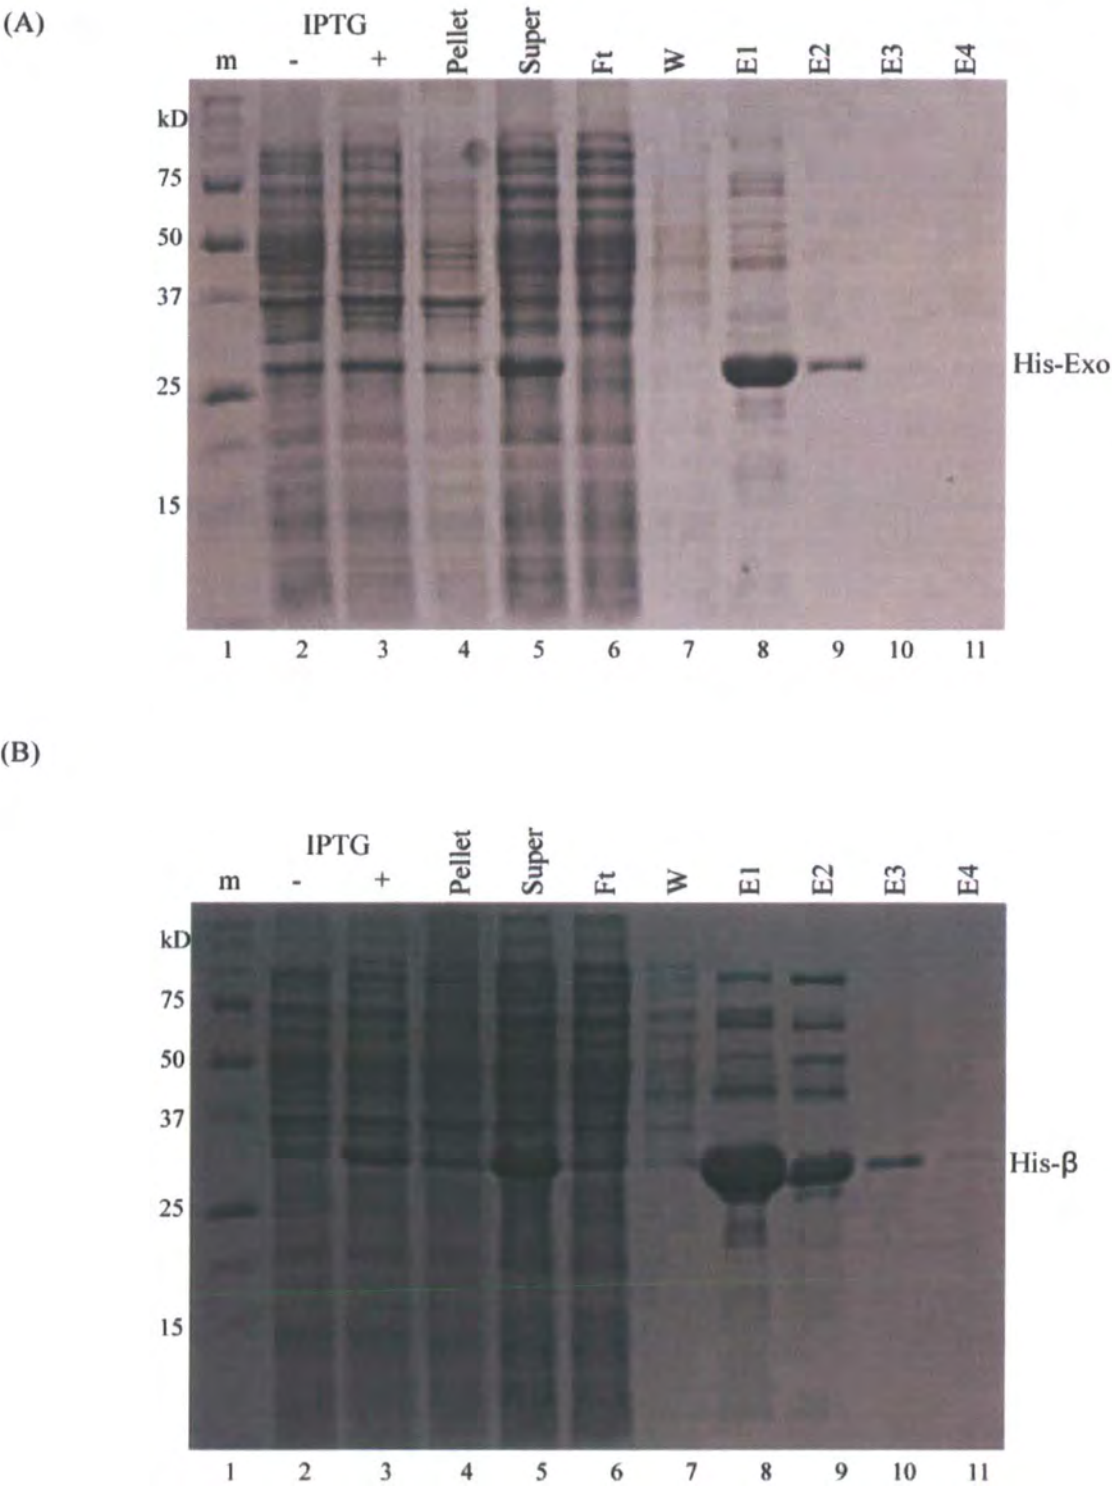 (A)
IPTG
m - + Pellet Super Ft W E1 E2 E3 E4
kD
75
50
37
25
15
His-Exo
1 2 3 4 5 6 7 8 9 10 11
(B)
IPTG
m - + Pellet Super Ft W E1 E2 E3 E4
kD
75
50
37
25
15
His-β
1 2 3 4 5 6 7 8 9 10 11